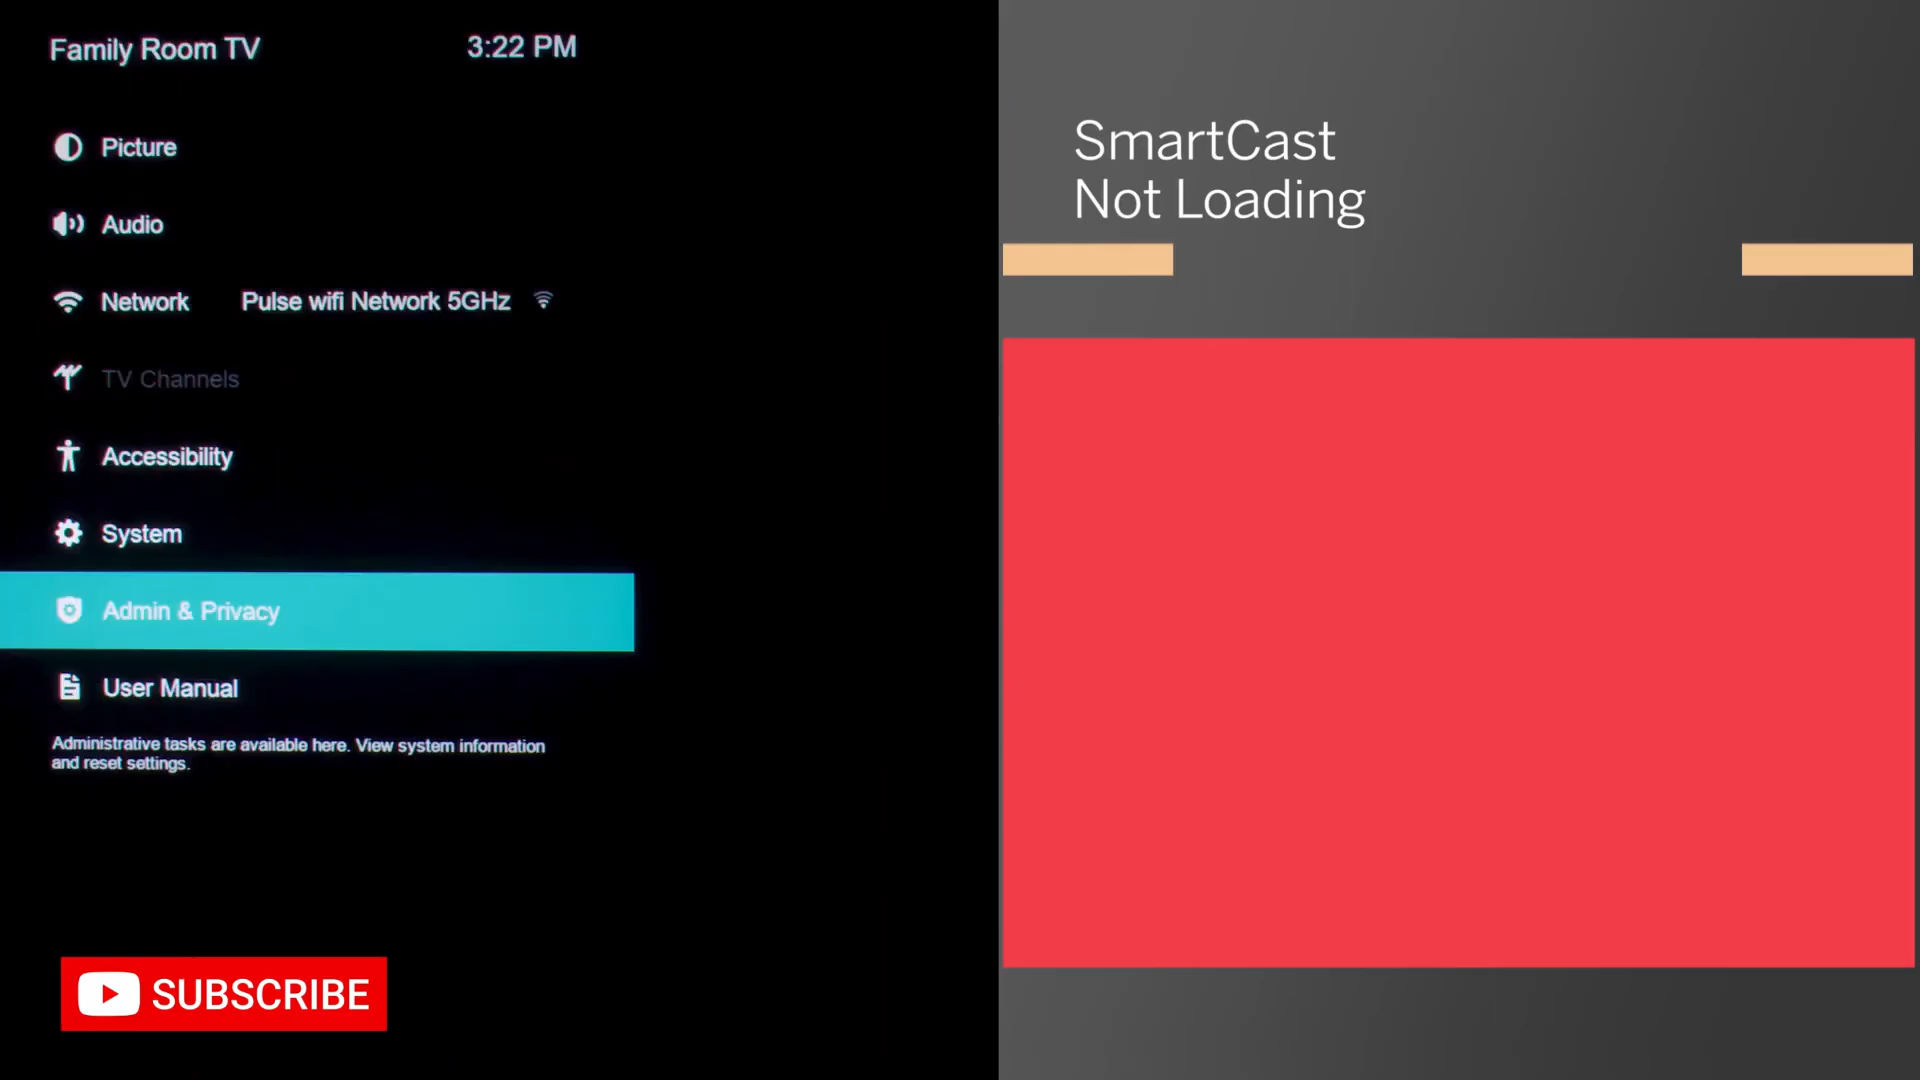 Family Room TV
3:22 PM
Picture
Audio
Network Pulse wifi Network 5GHz
TV Channels
Accessibility
System
Admin & Privacy
User Manual
Administrative tasks are available here. View system information
and reset settings.
SUBSCRIBE
SmartCast
Not Loading